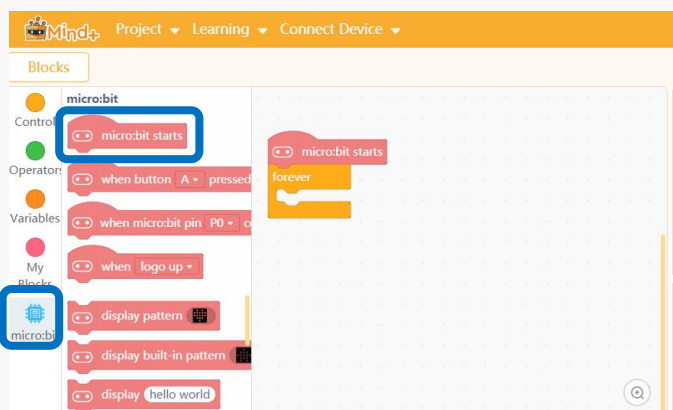 Mind+ Project Learning Connect Device
Blocks
micro:bit
Control
micro:bit starts
Operators
when button A pressed
Variables
when micro:bit pin P0
My
Blocks
when logo up
micro:bit
display pattern
display built-in pattern
display hello world
micro:bit starts
forever